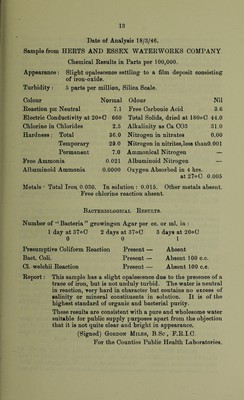 13
Date of Analysis 18/3/46.
Sample from HERTS AND ESSEX WATERWORKS COMPANY
Chemical Results in Parts per 100,000.
Appearance : Slight opalescence settling to a film deposit consisting
of iron-oxide.
Turbidity : 5 parts per million, Silica Scale.
Colour Normal Odour Nil
Reaction pH Neutral 7.1 Free Carbonic Acid 3.6
Electric Conductivity at 20∘C 660 Total Solids, dried at 180∘C 44.0
Chlorine in Chlorides 2.5 Alkalinity as Ca CO3 31.0
Hardness : Total 36.0 Nitrogen in nitrates 0.00
Temporary 29.0 Nitrogen in nitrites, less than 0.001
Permanent 7.0 Ammoniacal Nitrogen —
Free Ammonia 0.021 Albuminoid Nitrogen —
Albuminoid Ammonia 0.0000 Oxygen Absorbed in 4 hrs.
at 27∘C 0.005
Metals · Total Iron, 0.030. In solution : 0.015. Other metals absent.
Free chlorine reaction absent.
Bacteriological Results.
Number of “ Bacteria ” growing on Agar per cc. or ml. in :
1 day at 37∘C 2 days at 37∘C 3 days at 20∘C
0 0 1
Presumptive Coliform Reaction Present — Absent
Bact. Coli. Present — Absent 100 c.c.
Cl. welchii Reaction Present — Absent 100 c.c.
Report : This sample has a slight opalescence due to the presence of a
trace of iron, but is not unduly turbid. The water is neutral
in reaction, very hard in character but contains no excess of
salinity or mineral constituents in solution. It is of the
highest standard of organic and bacterial purity.
These results are consistent with a pure and wholesome water
suitable for public supply purposes apart from the objection
that it is not quite clear and bright in appearance.
(Signed) Gordon Miles, B.Sc., F.R.I.C.
For the Counties Public Health Laboratories.